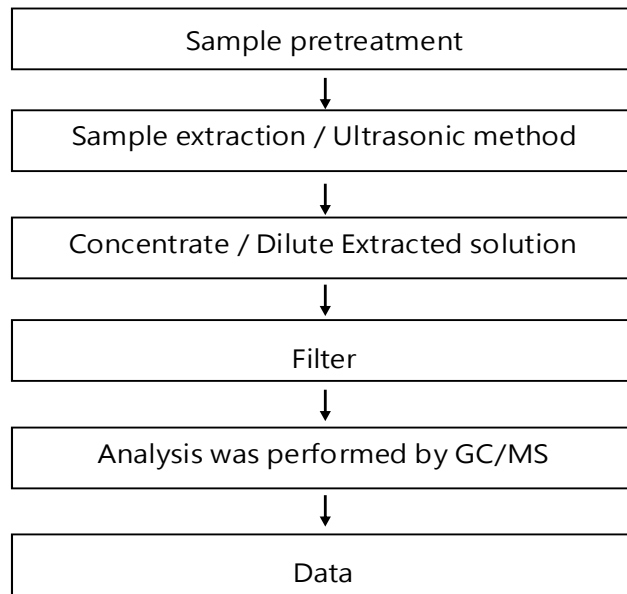 Sample pretreatment
Sample extraction / Ultrasonic method
Concentrate / Dilute Extracted solution
Filter
Analysis was performed by GC/MS
Data